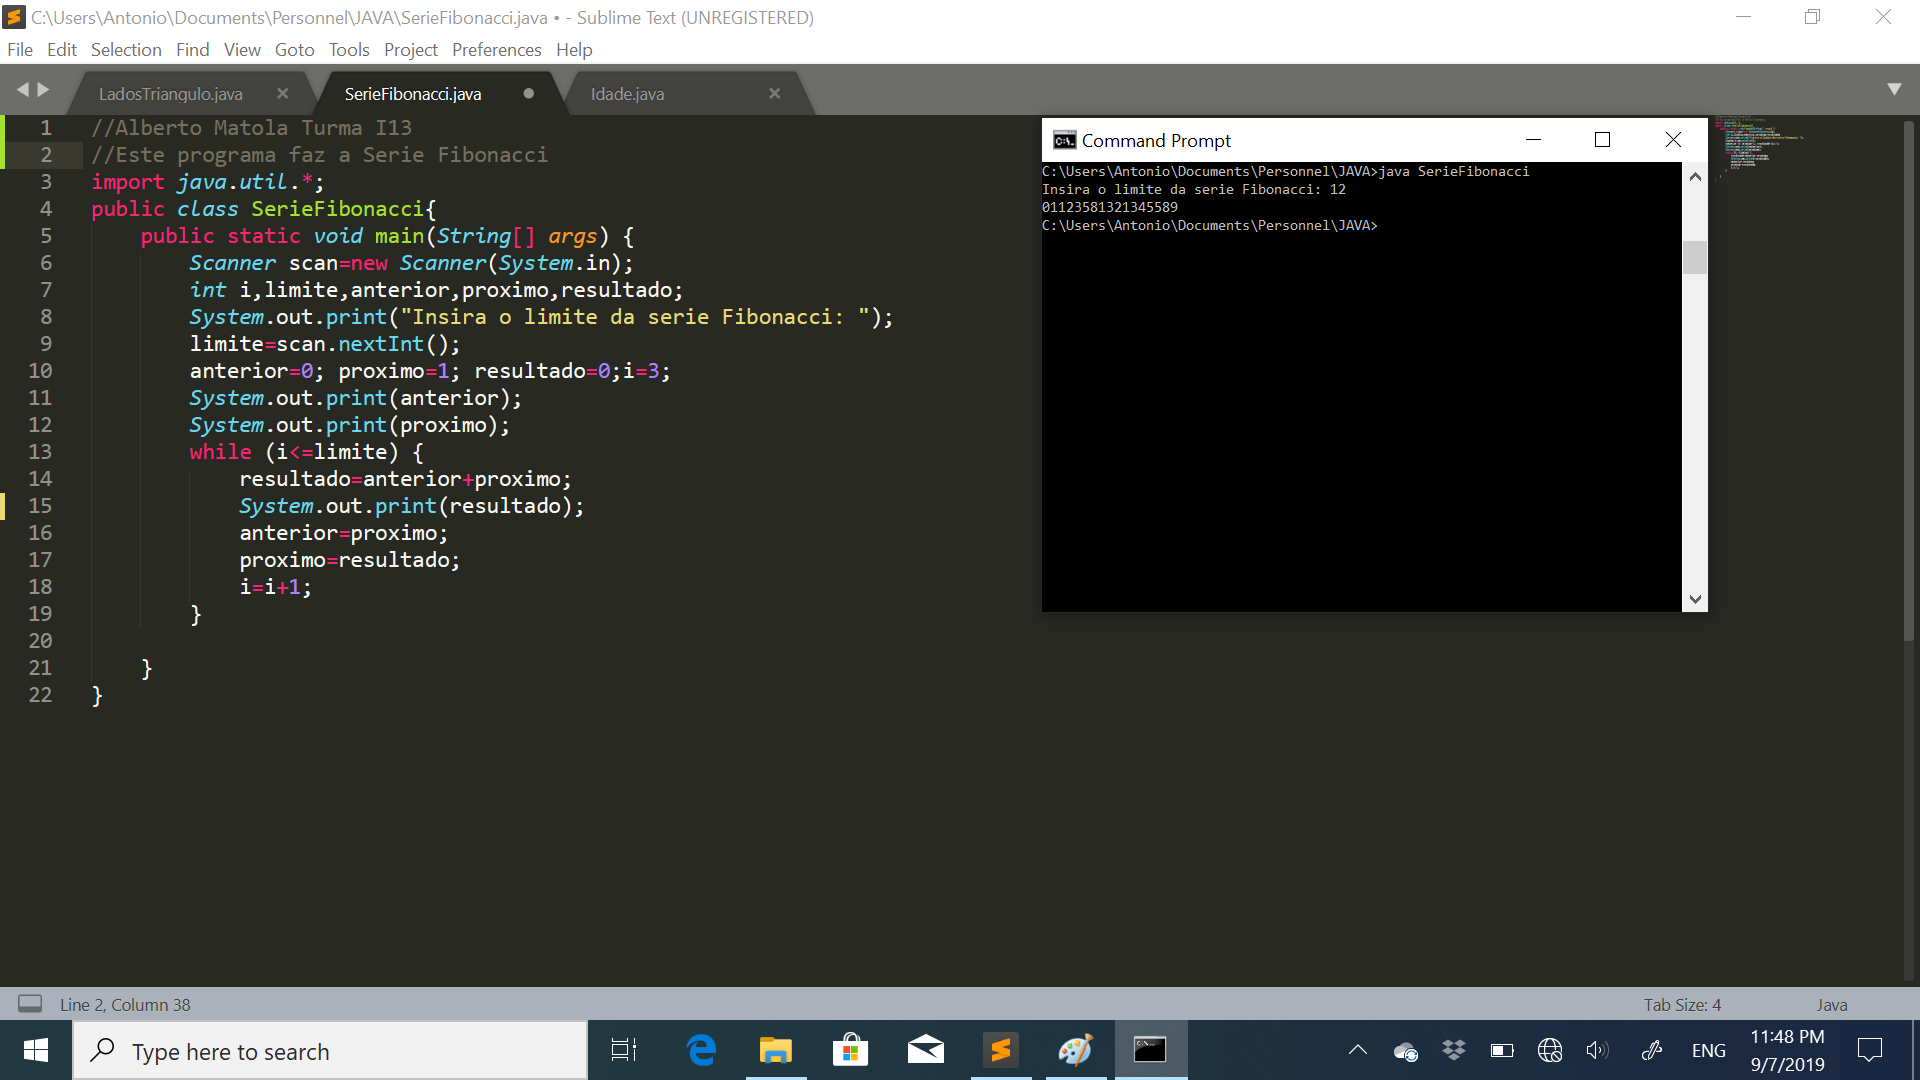 C:\Users\Antonio\Documents\Personnel\JAVA\SerieFibonacci.java • - Sublime Text (UNREGISTERED)
File Edit Selection Find View Goto Tools Project Preferences Help
LadosTriangulo.java SerieFibonacci.java Idade.java
1 //Alberto Matola Turma I13
2 //Este programa faz a Serie Fibonacci
3 import java.util.*;
4 public class SerieFibonacci{
5 public static void main(String[] args) {
6 Scanner scan=new Scanner(System.in);
7 int i,limite,anterior,proximo,resultado;
8 System.out.print("Insira o limite da serie Fibonacci: ");
9 limite=scan.nextInt();
10 anterior=0; proximo=1; resultado=0;i=3;
11 System.out.print(anterior);
12 System.out.print(proximo);
13 while (i<=limite) {
14 resultado=anterior+proximo;
15 System.out.print(resultado);
16 anterior=proximo;
17 proximo=resultado;
18 i=i+1;
19 }
20
21 }
22 }
Command Prompt
C:\Users\Antonio\Documents\Personnel\JAVA>java SerieFibonacci
Insira o limite da serie Fibonacci: 12
01123581321345589
C:\Users\Antonio\Documents\Personnel\JAVA>
Line 2, Column 38
Tab Size: 4
Java
Type here to search
ENG
11:48 PM
9/7/2019